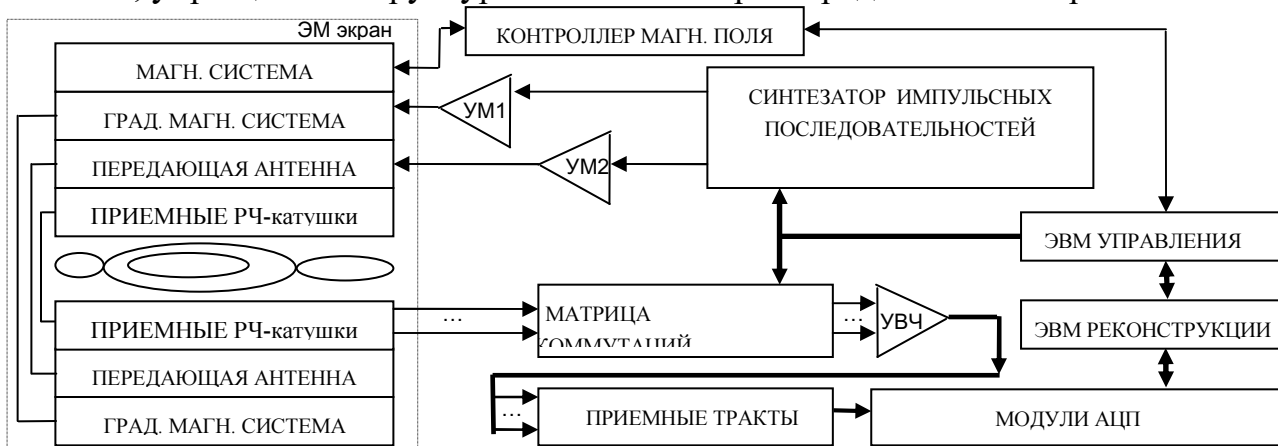 ЭМ экран
КОНТРОЛЛЕР МАГН. ПОЛЯ
МАГН. СИСТЕМА
ГРАД. МАГН. СИСТЕМА
ПЕРЕДАЮЩАЯ АНТЕННА
ПРИЕМНЫЕ РЧ-катушки
УМ1
УМ2
СИНТЕЗАТОР ИМПУЛЬСНЫХ
ПОСЛЕДОВАТЕЛЬНОСТЕЙ
ЭВМ УПРАВЛЕНИЯ
ПРИЕМНЫЕ РЧ-катушки
...
МАТРИЦА
КОММУТАЦИЙ
...
УВЧ
ЭВМ РЕКОНСТРУКЦИИ
ПЕРЕДАЮЩАЯ АНТЕННА
ГРАД. МАГН. СИСТЕМА
...
ПРИЕМНЫЕ ТРАКТЫ
МОДУЛИ АЦП